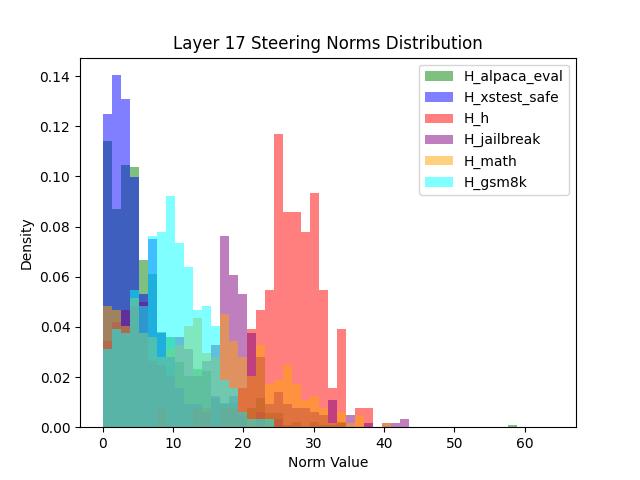 Layer 17 Steering Norms Distribution
H_alpaca_eval
H_xstest_safe
H_h
H_jailbreak
H_math
H_gsm8k
0.14
0.12
0.10
0.08
0.06
0.04
0.02
0.00
Density
0 10 20 30 40 50 60
Norm Value